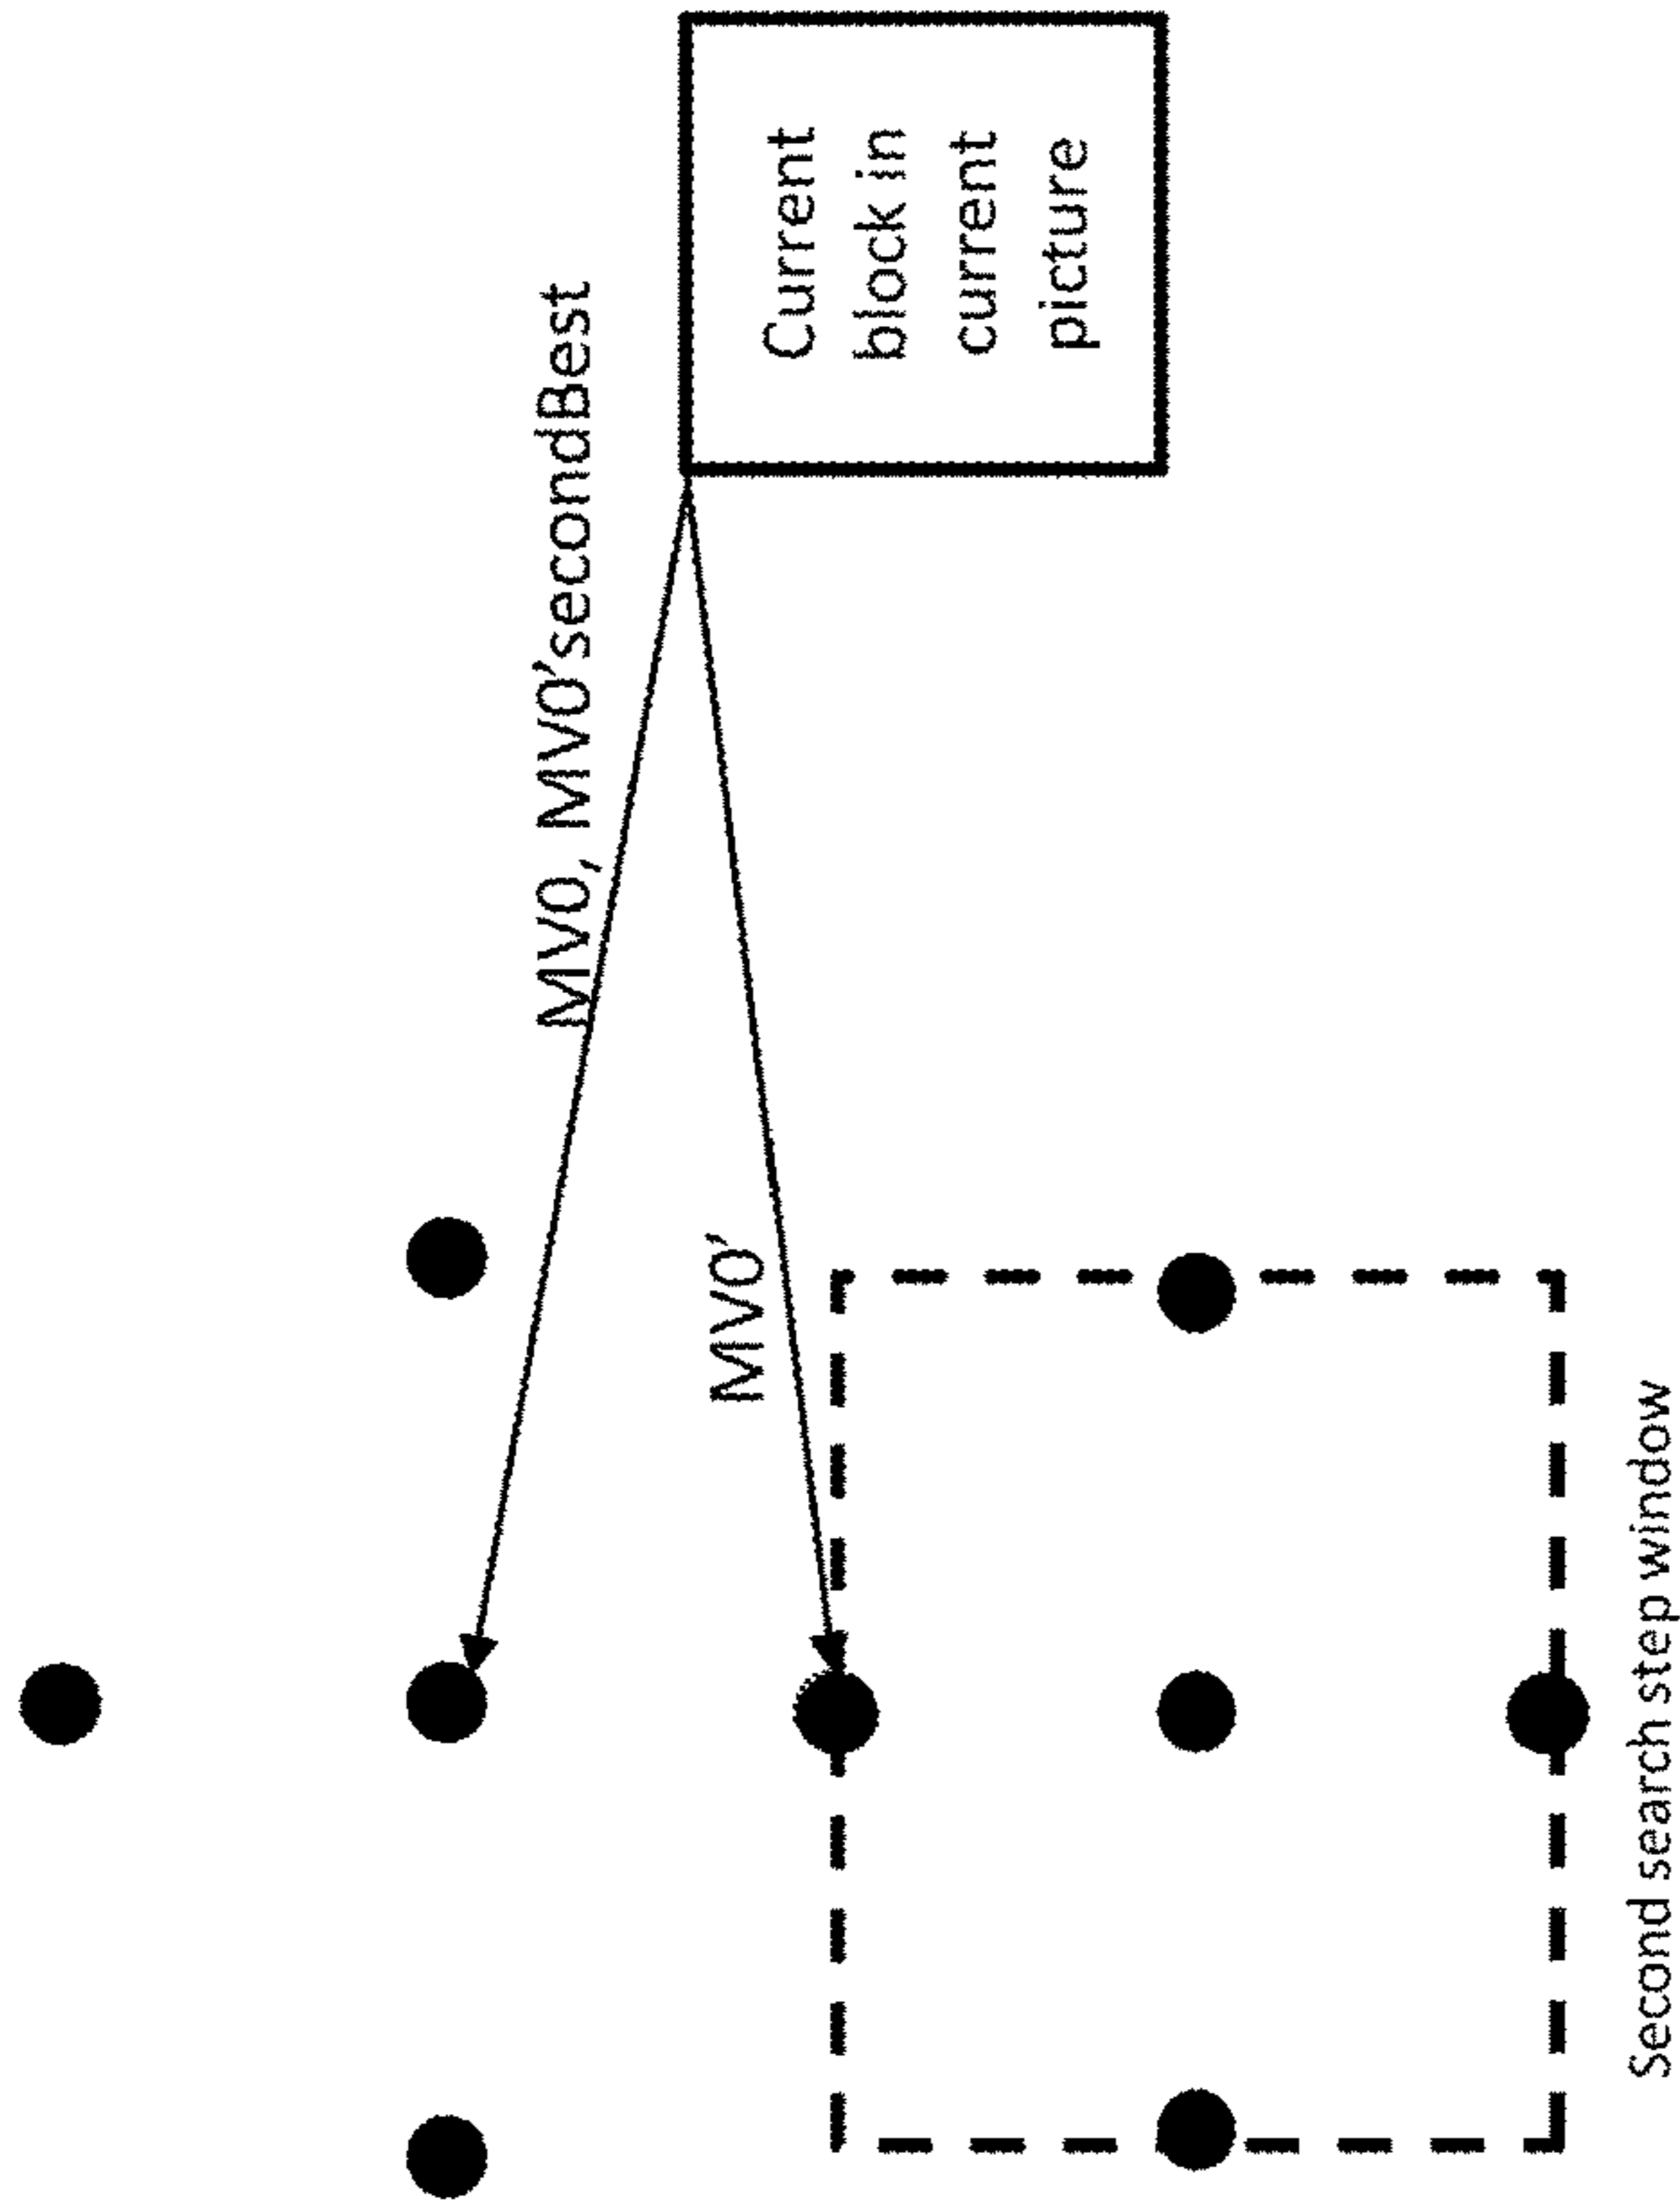 MV0, MV0'secondBest
MV0'
Current
block in
current
picture
Second search step window